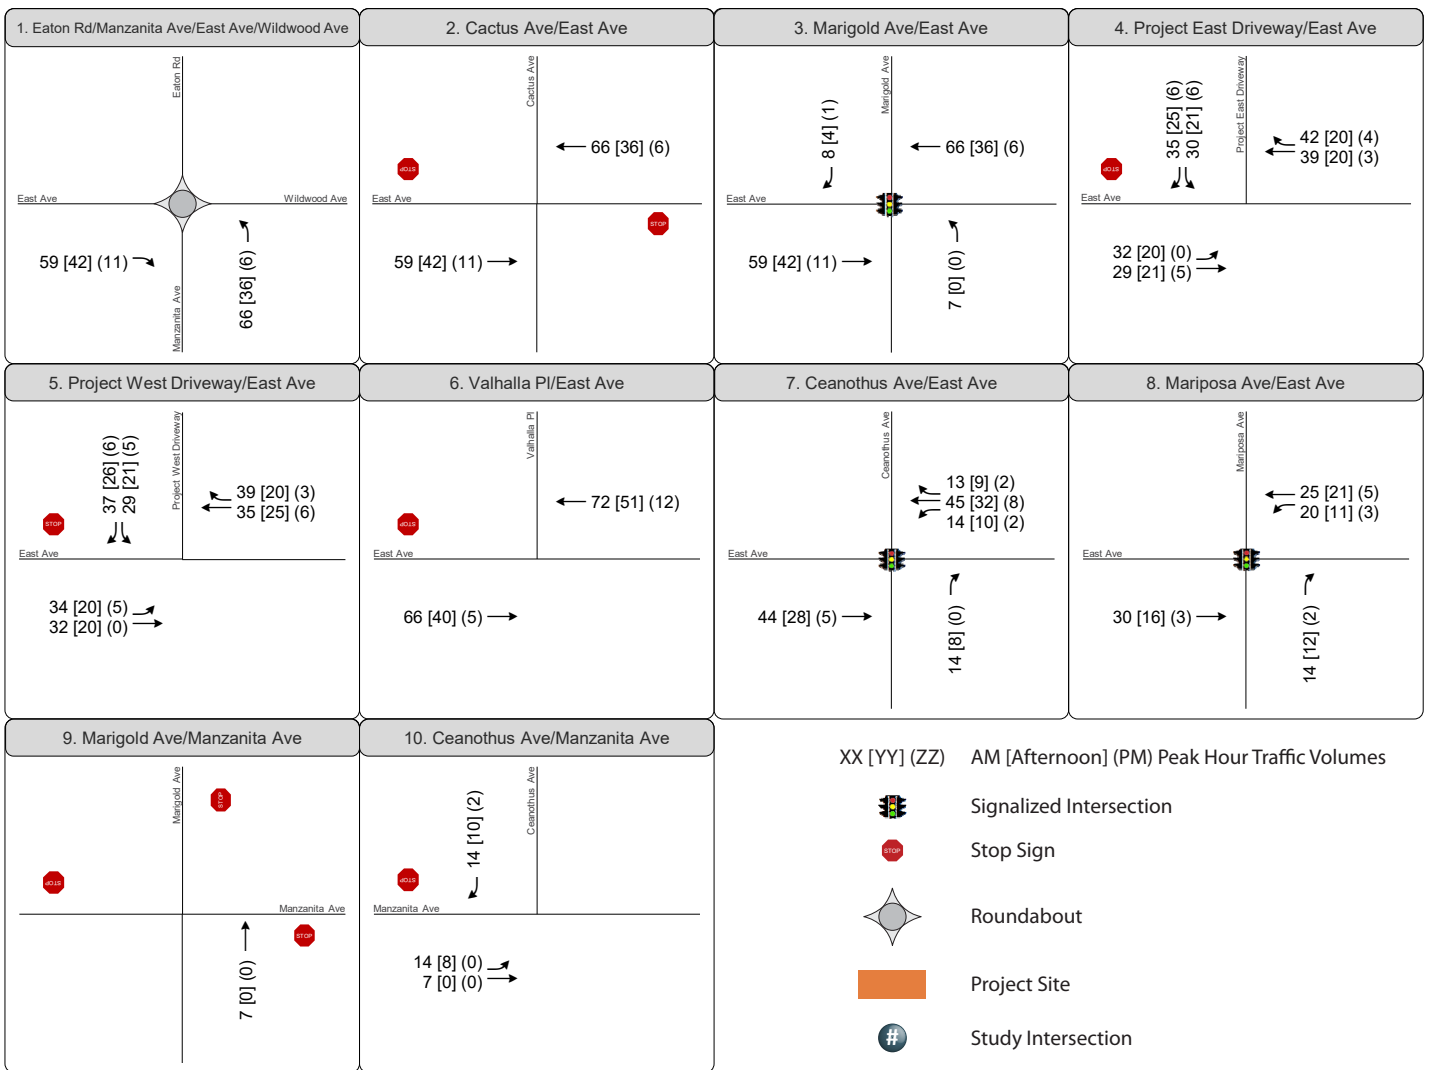 1. Eaton Rd/Manzanita Ave/East Ave/Wildwood Ave
Eaton Rd
East Ave
Wildwood Ave
59 [42] (11)
Manzanita Ave
66 [36] (6)
2. Cactus Ave/East Ave
Cactus Ave
66 [36] (6)
STOP
East Ave
STOP
59 [42] (11)
3. Marigold Ave/East Ave
8 [4] (1)
Marigold Ave
66 [36] (6)
East Ave
59 [42] (11)
7 [0] (0)
4. Project East Driveway/East Ave
35 [25] (6)
30 [21] (6)
Project East Driveway
42 [20] (4)
39 [20] (3)
STOP
East Ave
32 [20] (0)
29 [21] (5)
5. Project West Driveway/East Ave
37 [26] (6)
29 [21] (5)
Project West Driveway
39 [20] (3)
35 [25] (6)
STOP
East Ave
34 [20] (5)
32 [20] (0)
6. Valhalla Pl/East Ave
Valhalla Pl
72 [51] (12)
STOP
East Ave
66 [40] (5)
7. Ceanothus Ave/East Ave
Ceanothus Ave
13 [9] (2)
45 [32] (8)
14 [10] (2)
East Ave
44 [28] (5)
14 [8] (0)
8. Mariposa Ave/East Ave
Mariposa Ave
25 [21] (5)
20 [11] (3)
East Ave
30 [16] (3)
14 [12] (2)
9. Marigold Ave/Manzanita Ave
Marigold Ave
STOP
STOP
Manzanita Ave
STOP
7 [0] (0)
10. Ceanothus Ave/Manzanita Ave
14 [10] (2)
Ceanothus Ave
STOP
Manzanita Ave
14 [8] (0)
7 [0] (0)
XX [YY] (ZZ) AM [Afternoon] (PM) Peak Hour Traffic Volumes
Signalized Intersection
STOP Stop Sign
Roundabout
Project Site
# Study Intersection